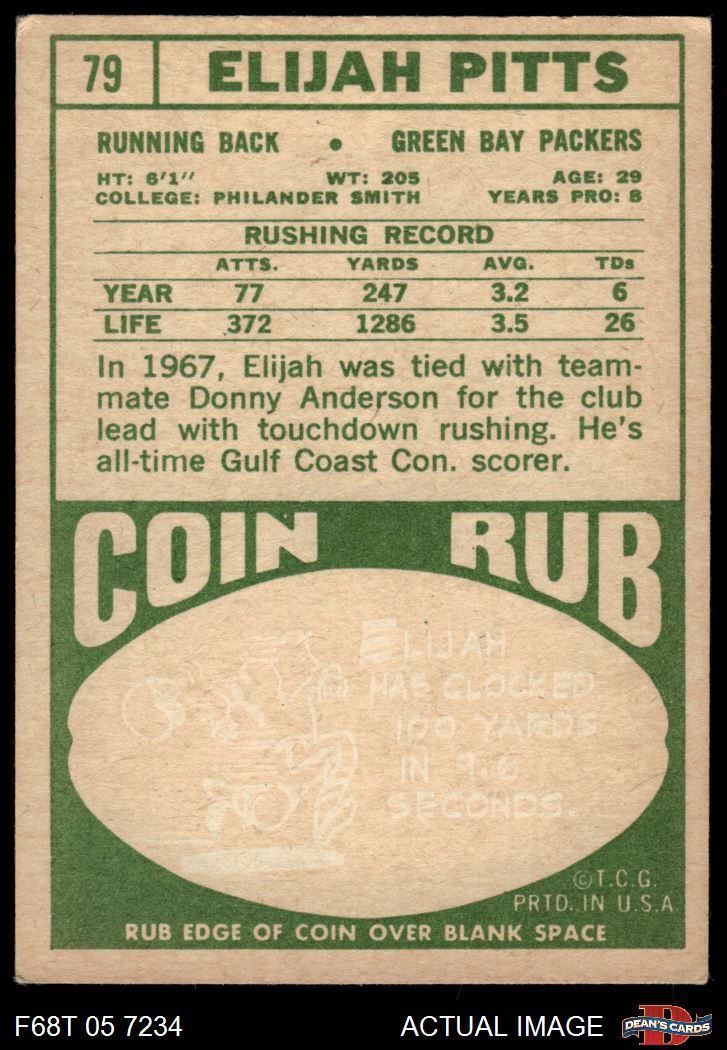 79 ELIJAH PITTS
RUNNING BACK • GREEN BAY PACKERS
HT: 6'1" WT: 205 AGE: 29
COLLEGE: PHILANDER SMITH YEARS PRO: 8
RUSHING RECORD
ATTS. YARDS AVG. TDs
YEAR 77 247 3.2 6
LIFE 372 1286 3.5 26
In 1967, Elijah was tied with team-
mate Donny Anderson for the club
lead with touchdown rushing. He's
all-time Gulf Coast Con. scorer.
COIN RUB
ELIJAH
HAS CLOCKED
100 YARDS
IN 9.6
SECONDS.
©T.C.G.
PRTD. IN U.S.A
RUB EDGE OF COIN OVER BLANK SPACE
F68T 05 7234 ACTUAL IMAGE D DEAN'S CARDS